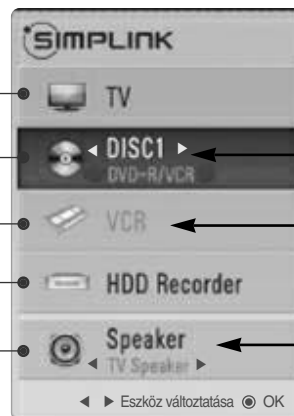 SIMPLINK
TV
◄ DISC1 ►
DVD-R/VCR
VCR
HDD Recorder
Speaker
◄ TV Speaker ►
◄ ► Eszköz változtatása ◉ OK